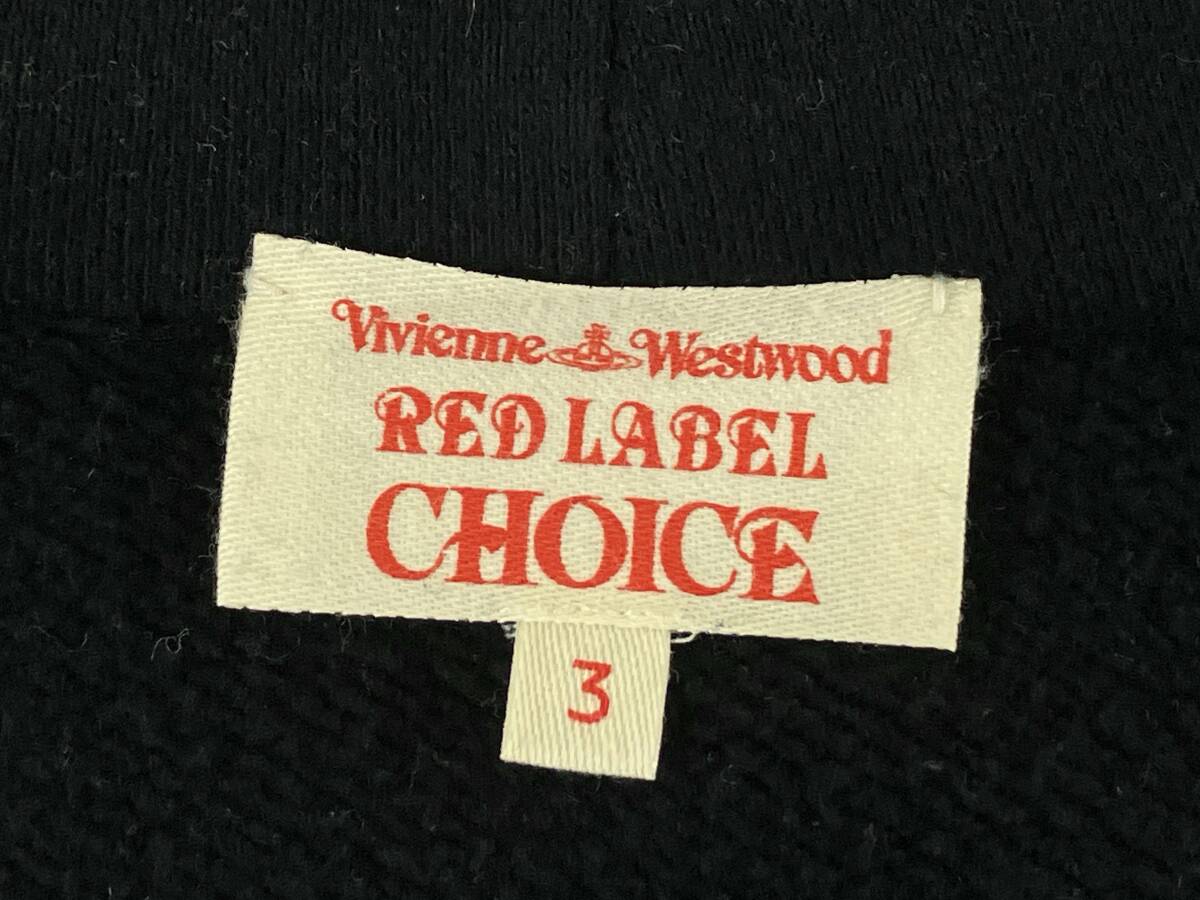 Vivienne Westwood
RED LABEL
CHOICE
3